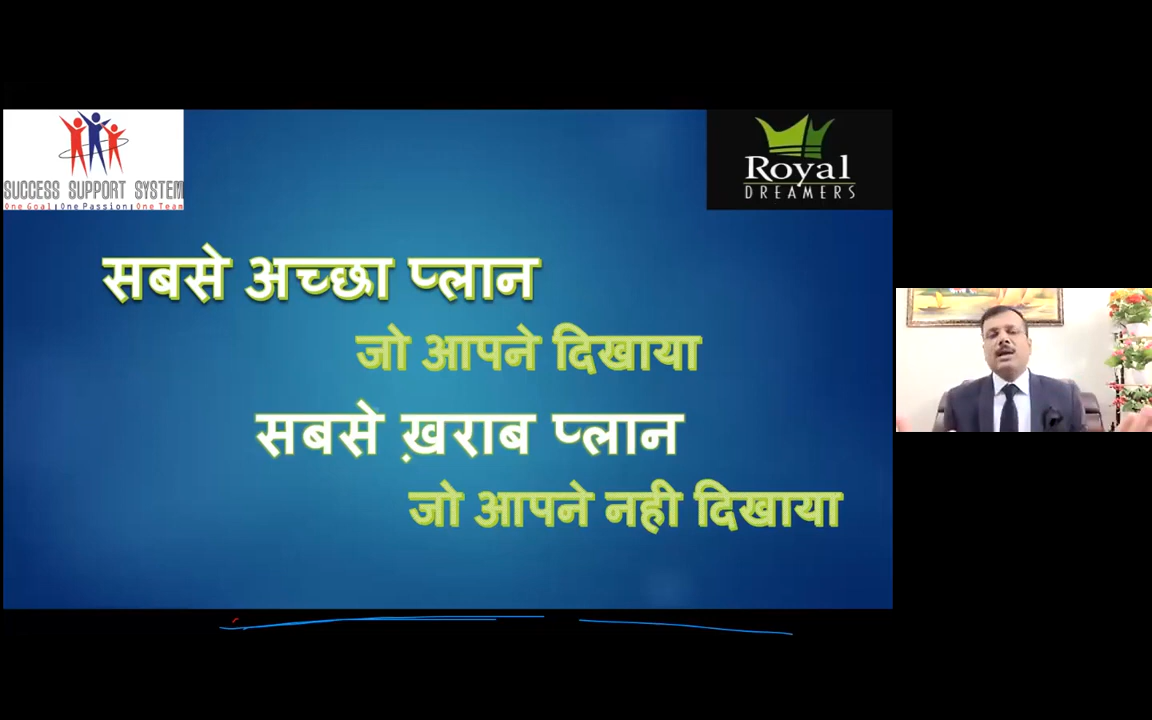 SUCCESS SUPPORT SYSTEM
One Goal | One Passion | One Team
Royal
DREAMERS
सबसे अच्छा प्लान
जो आपने दिखाया
सबसे ख़राब प्लान
जो आपने नही दिखाया